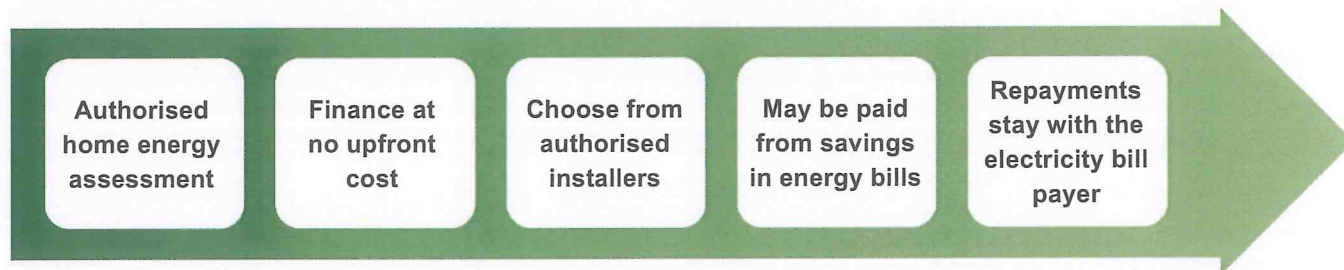 Authorised
home energy
assessment
Finance at
no upfront
cost
Choose from
authorised
installers
May be paid
from savings
in energy bills
Repayments
stay with the
electricity bill
payer